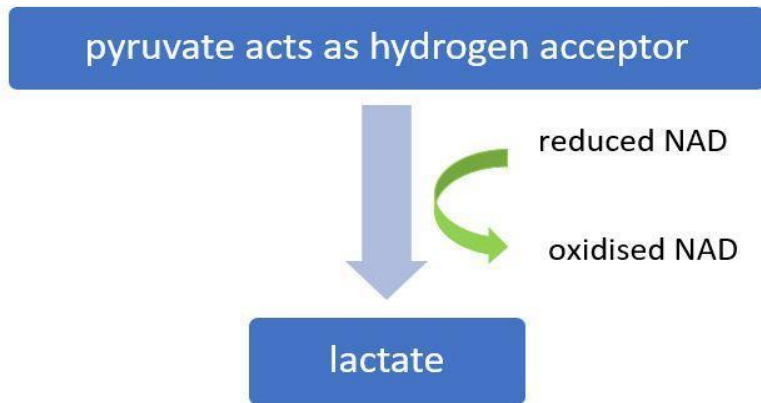 pyruvate acts as hydrogen acceptor
reduced NAD
oxidised NAD
lactate